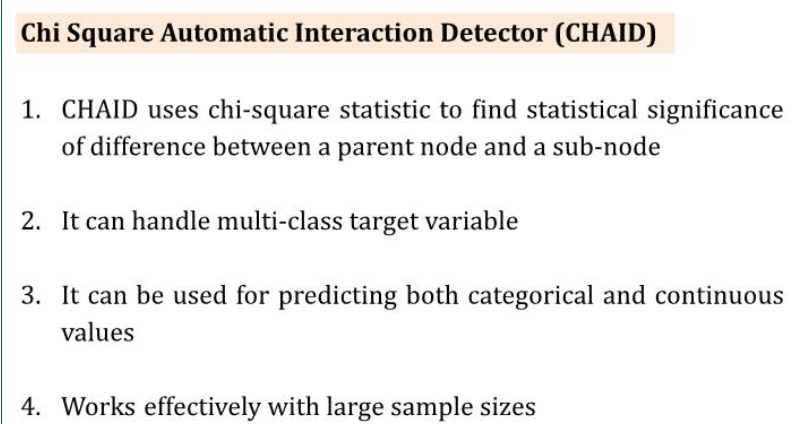 Chi Square Automatic Interaction Detector (CHAID)
1. CHAID uses chi-square statistic to find statistical significance
of difference between a parent node and a sub-node
2. It can handle multi-class target variable
3. It can be used for predicting both categorical and continuous
values
4. Works effectively with large sample sizes